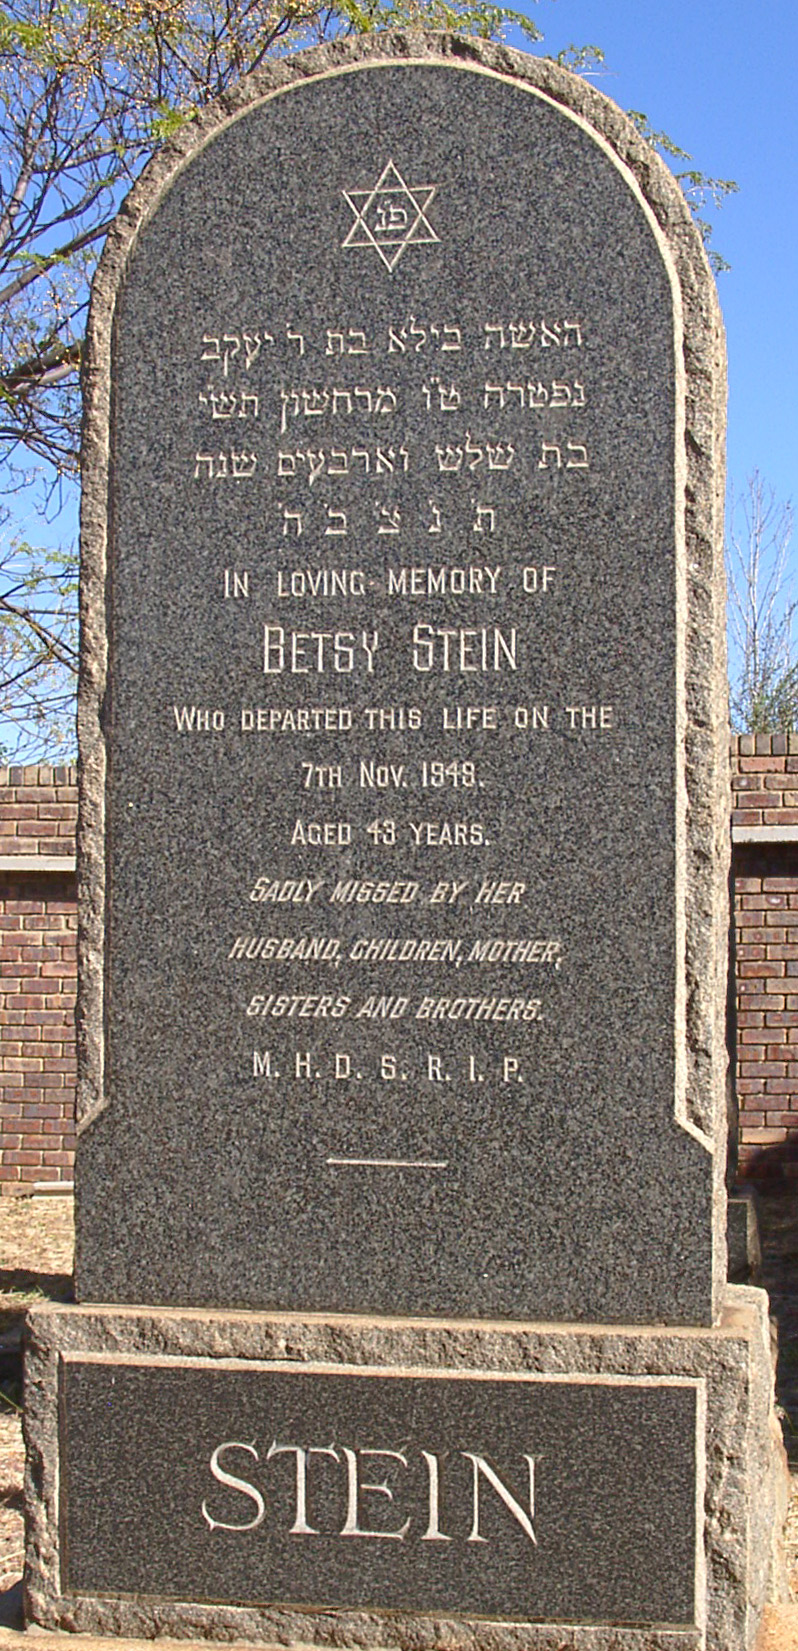 פ"נ
האשה בילא בת ר' יעקב
נפטרה ט"ו מרחשון תש"י
בת שלש וארבעים שנה
ת' נ' צ' ב' ה'
IN LOVING MEMORY OF
BETSY STEIN
WHO DEPARTED THIS LIFE ON THE
7TH NOV. 1949.
AGED 43 YEARS.
SADLY MISSED BY HER
HUSBAND, CHILDREN, MOTHER,
SISTERS AND BROTHERS.
M. H. D. S. R. I. P.
STEIN